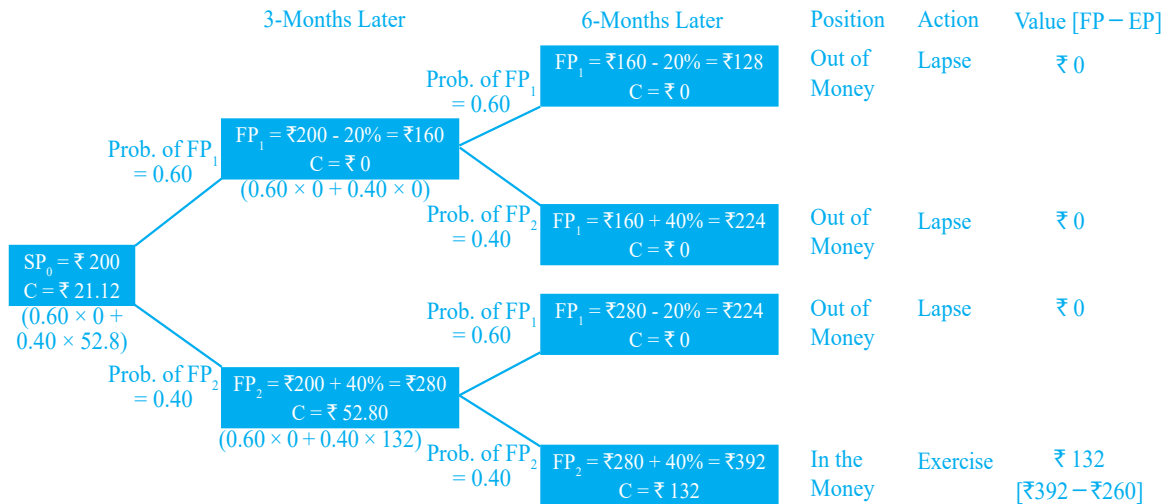 3-Months Later
6-Months Later
Position
Action
Value [FP – EP]
FP₁ = ₹160 - 20% = ₹128
C = ₹ 0
Out of
Money
Lapse
₹ 0
Prob. of FP₁
= 0.60
FP₁ = ₹200 - 20% = ₹160
C = ₹ 0
(0.60 × 0 + 0.40 × 0)
Prob. of FP₁
= 0.60
Prob. of FP₂
= 0.40
FP₁ = ₹160 + 40% = ₹224
C = ₹ 0
Out of
Money
Lapse
₹ 0
SP₀ = ₹ 200
C = ₹ 21.12
(0.60 × 0 +
0.40 × 52.8)
Prob. of FP₁
= 0.60
FP₁ = ₹280 - 20% = ₹224
C = ₹ 0
Out of
Money
Lapse
₹ 0
Prob. of FP₂
= 0.40
FP₂ = ₹200 + 40% = ₹280
C = ₹ 52.80
(0.60 × 0 + 0.40 × 132)
Prob. of FP₂
= 0.40
FP₂ = ₹280 + 40% = ₹392
C = ₹ 132
In the
Money
Exercise
₹ 132
[₹392 – ₹260]